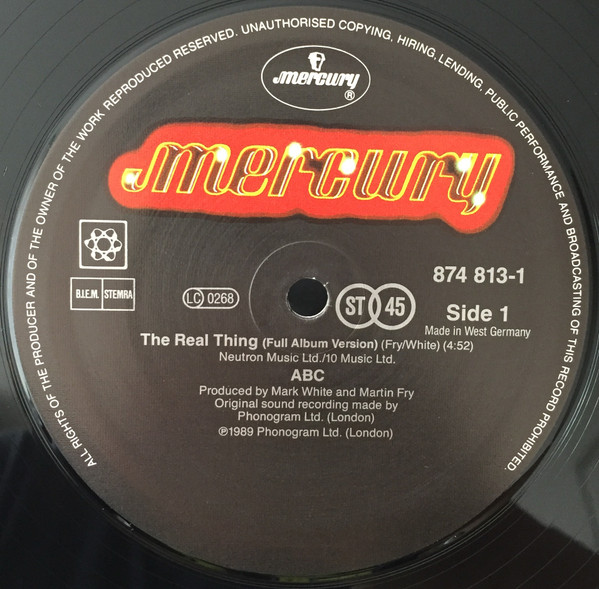 ALL RIGHTS OF THE PRODUCER AND OF THE OWNER OF THE WORK REPRODUCED RESERVED. UNAUTHORISED COPYING, HIRING, LENDING, PUBLIC PERFORMANCE AND BROADCASTING OF THIS RECORD PROHIBITED.
mercury
®
mercury
874 813-1
B.I.E.M. STEMRA
LC 0268
ST 45
Side 1
Made in West Germany
The Real Thing (Full Album Version) (Fry/White) (4:52)
Neutron Music Ltd./10 Music Ltd.
ABC
Produced by Mark White and Martin Fry
Original sound recording made by
Phonogram Ltd. (London)
℗1989 Phonogram Ltd. (London)